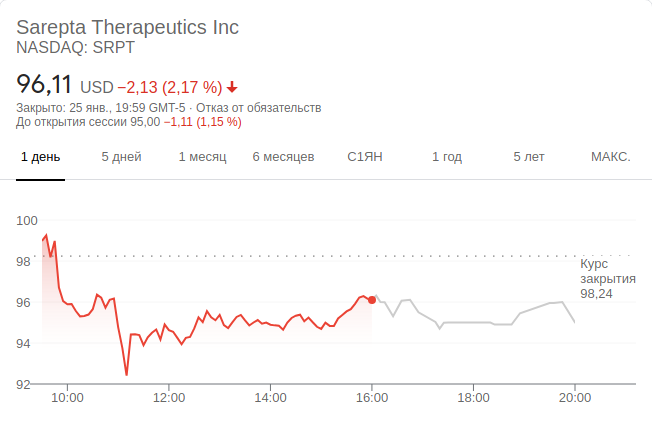 Sarepta Therapeutics Inc
NASDAQ: SRPT
96,11 USD −2,13 (2,17 %)
Закрыто: 25 янв., 19:59 GMT-5 · Отказ от обязательств
До открытия сессии 95,00 −1,11 (1,15 %)
1 день 5 дней 1 месяц 6 месяцев С1ЯН 1 год 5 лет МАКС.
100
98
96
94
92
Курс
закрытия
98,24
10:00 12:00 14:00 16:00 18:00 20:00